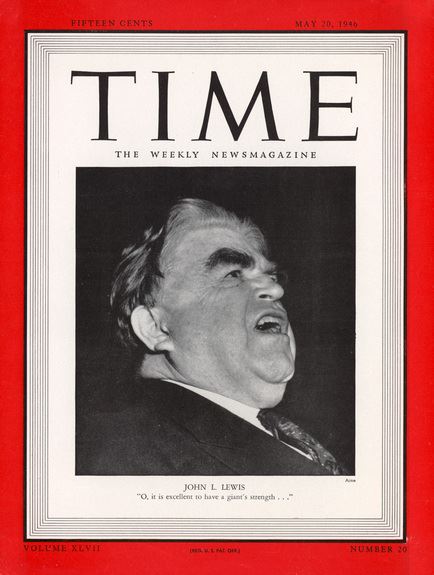 FIFTEEN CENTS MAY 20, 1946
TIME
THE WEEKLY NEWSMAGAZINE
Acme
JOHN L. LEWIS
"O, it is excellent to have a giant's strength . . ."
VOLUME XLVII (REG. U. S. PAT. OFF.) NUMBER 20